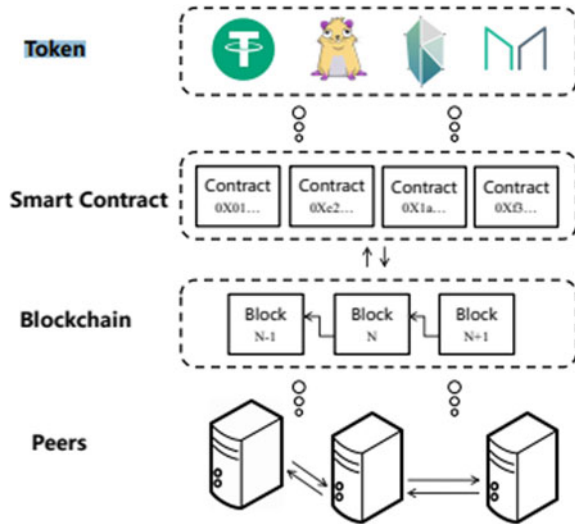 Token
Smart Contract
Contract
0X01...
Contract
0Xe2...
Contract
0X1a...
Contract
0Xf3...
Blockchain
Block
N-1
Block
N
Block
N+1
Peers